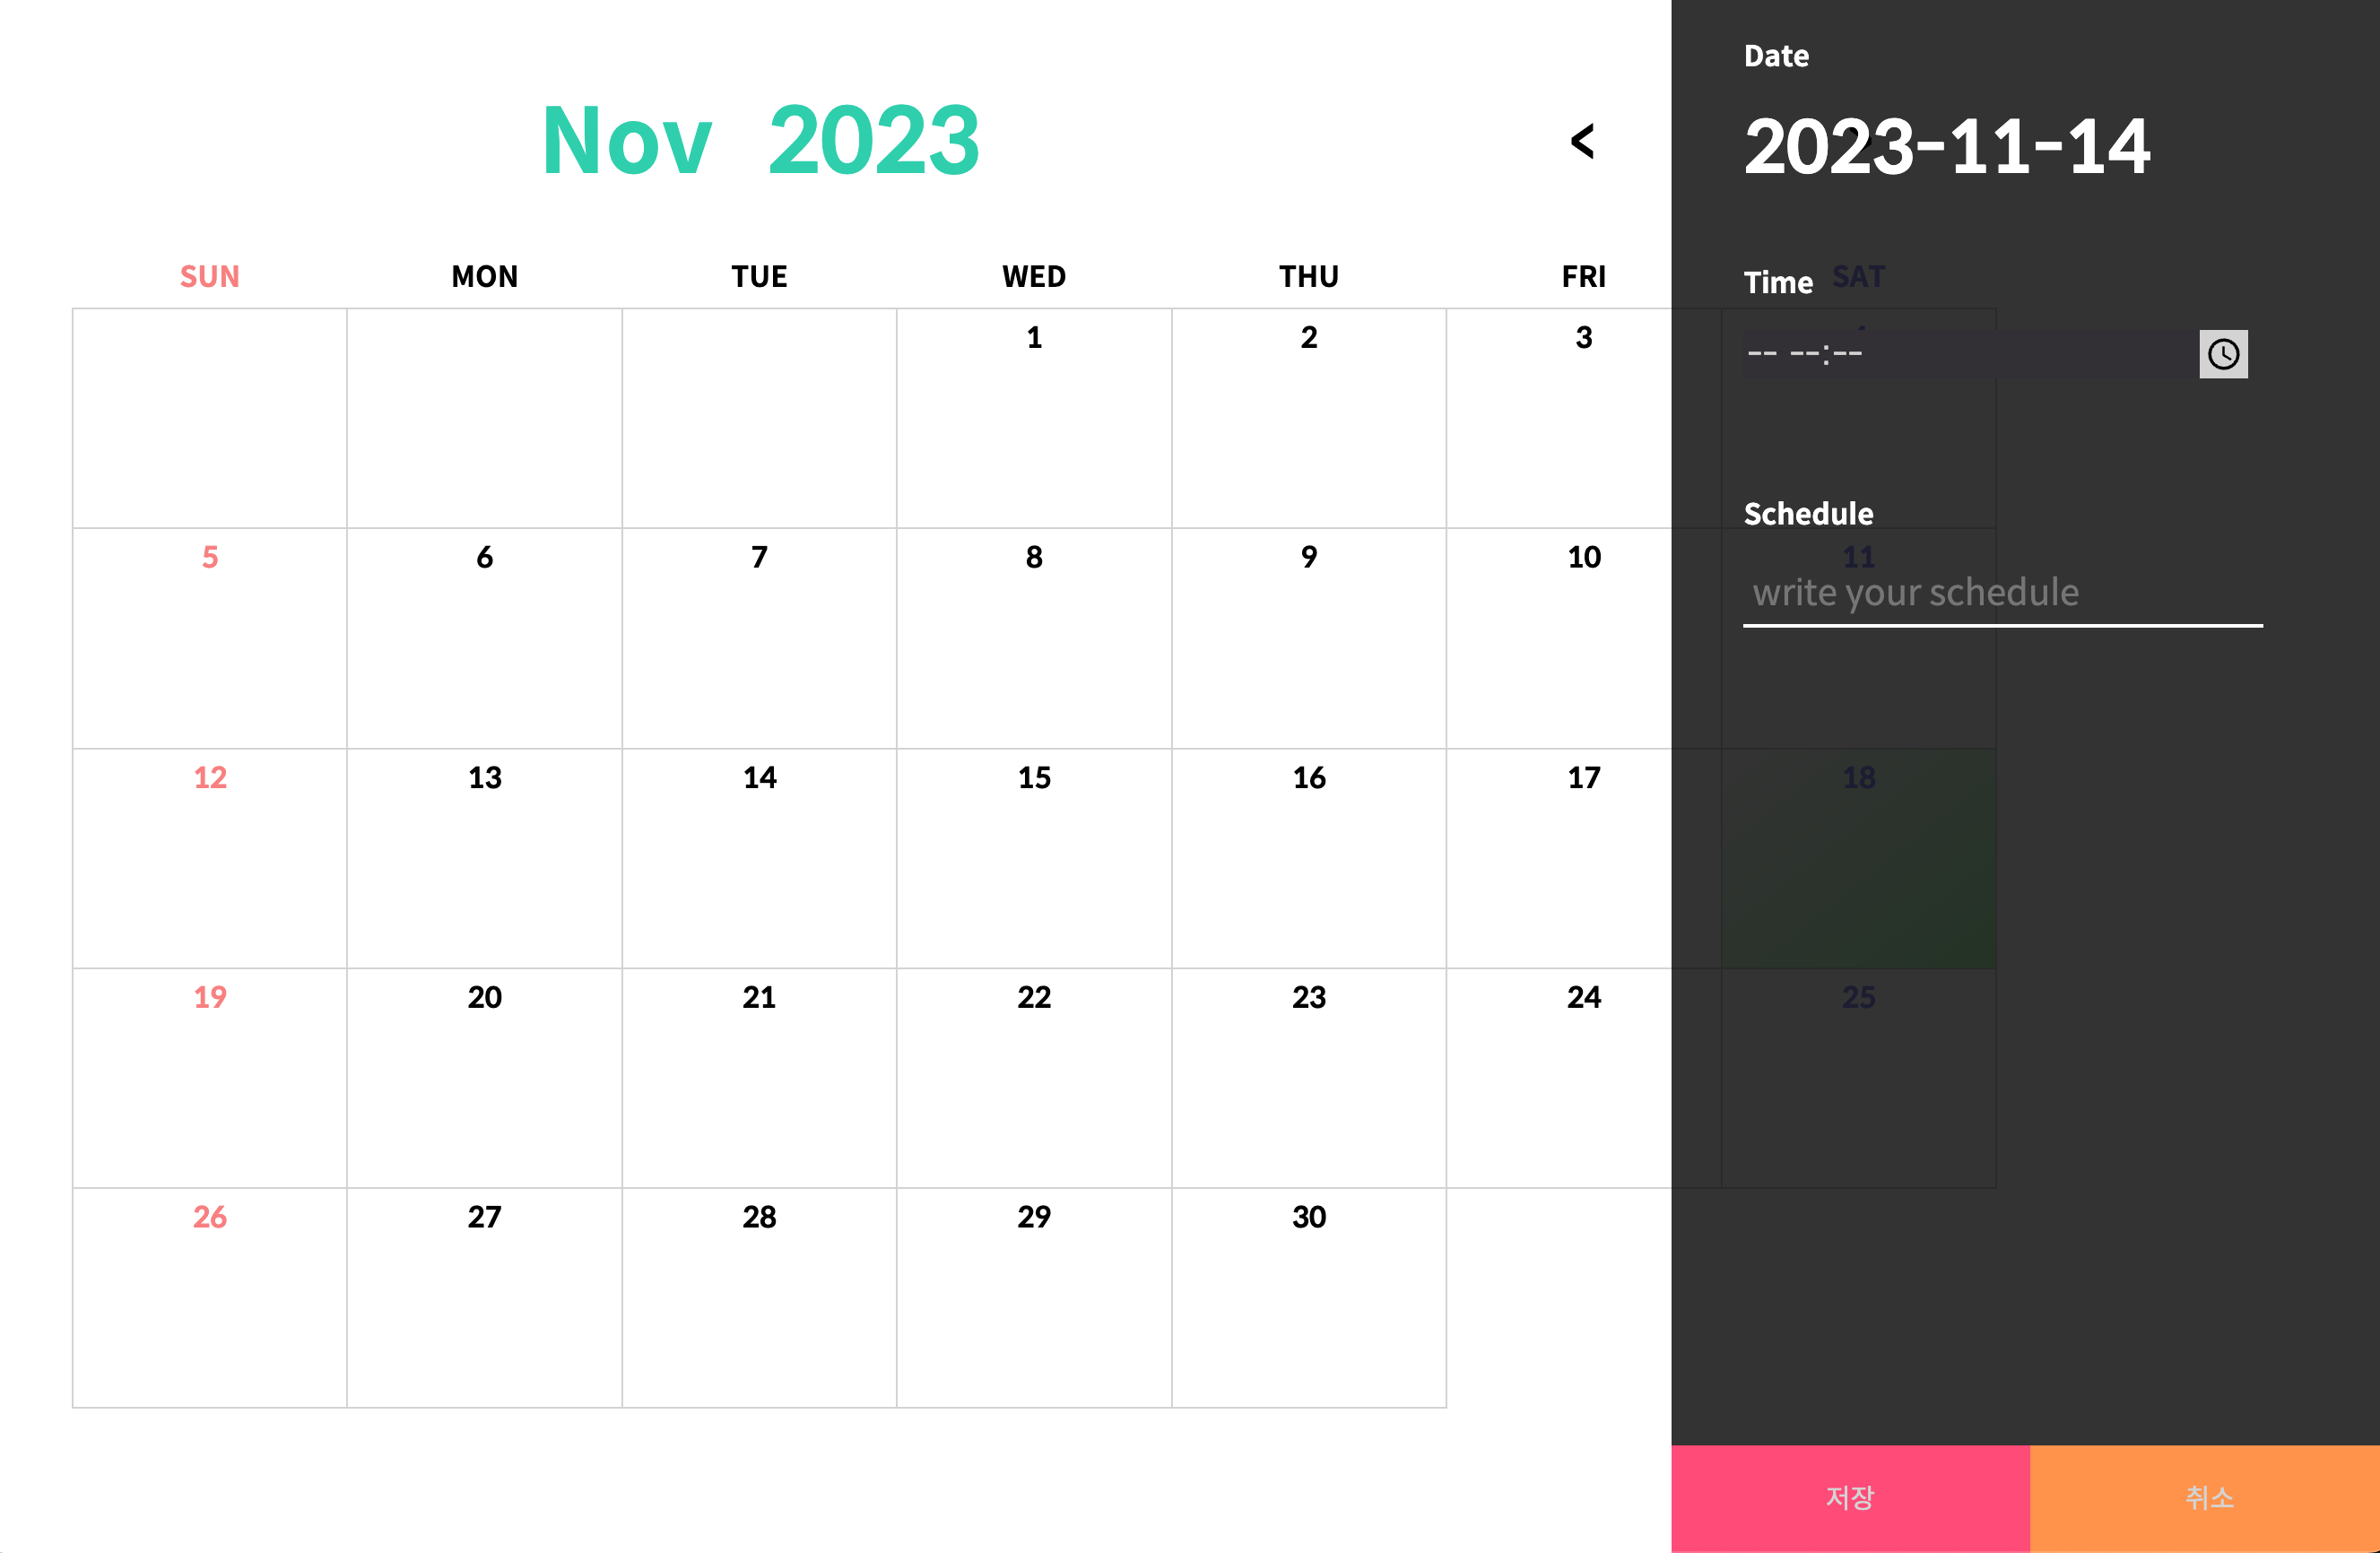 Nov 2023 <
SUN MON TUE WED THU FRI SAT
1 2 3
5 6 7 8 9 10 11
12 13 14 15 16 17 18
19 20 21 22 23 24 25
26 27 28 29 30
Date
2023-11-14
Time
-- --:--
Schedule
write your schedule
저장 취소